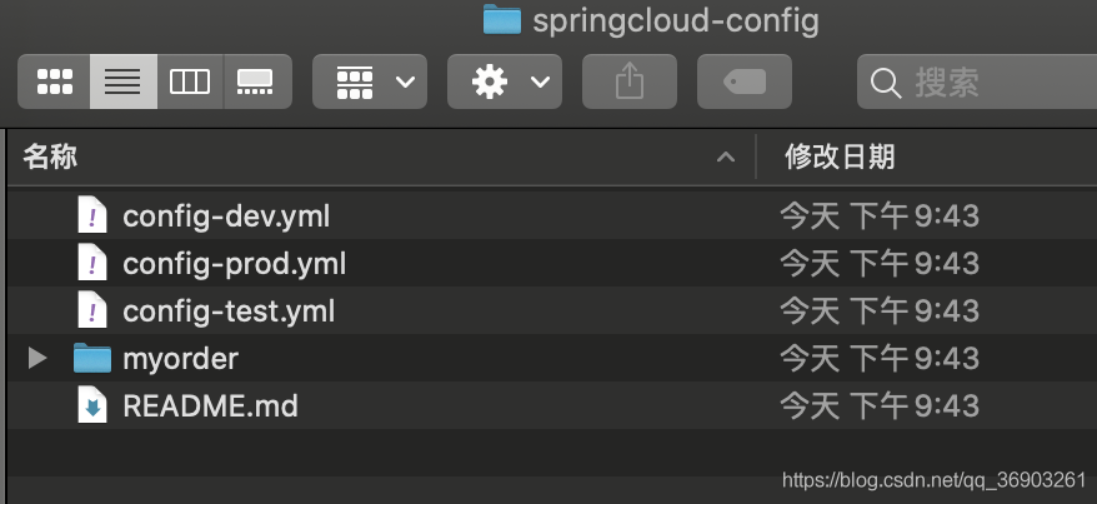 springcloud-config
搜索
名称 修改日期
config-dev.yml 今天 下午9:43
config-prod.yml 今天 下午9:43
config-test.yml 今天 下午9:43
myorder 今天 下午9:43
README.md 今天 下午9:43
https://blog.csdn.net/qq_36903261